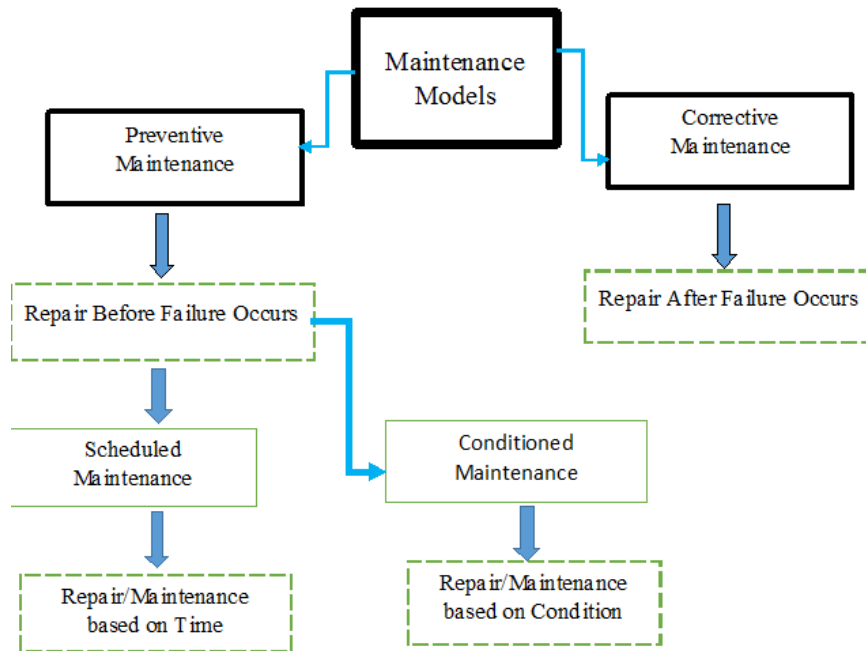 Maintenance
Models
Preventive
Maintenance
Corrective
Maintenance
Repair Before Failure Occurs
Repair After Failure Occurs
Scheduled
Maintenance
Conditioned
Maintenance
Repair/Maintenance
based on Time
Repair/Maintenance
based on Condition